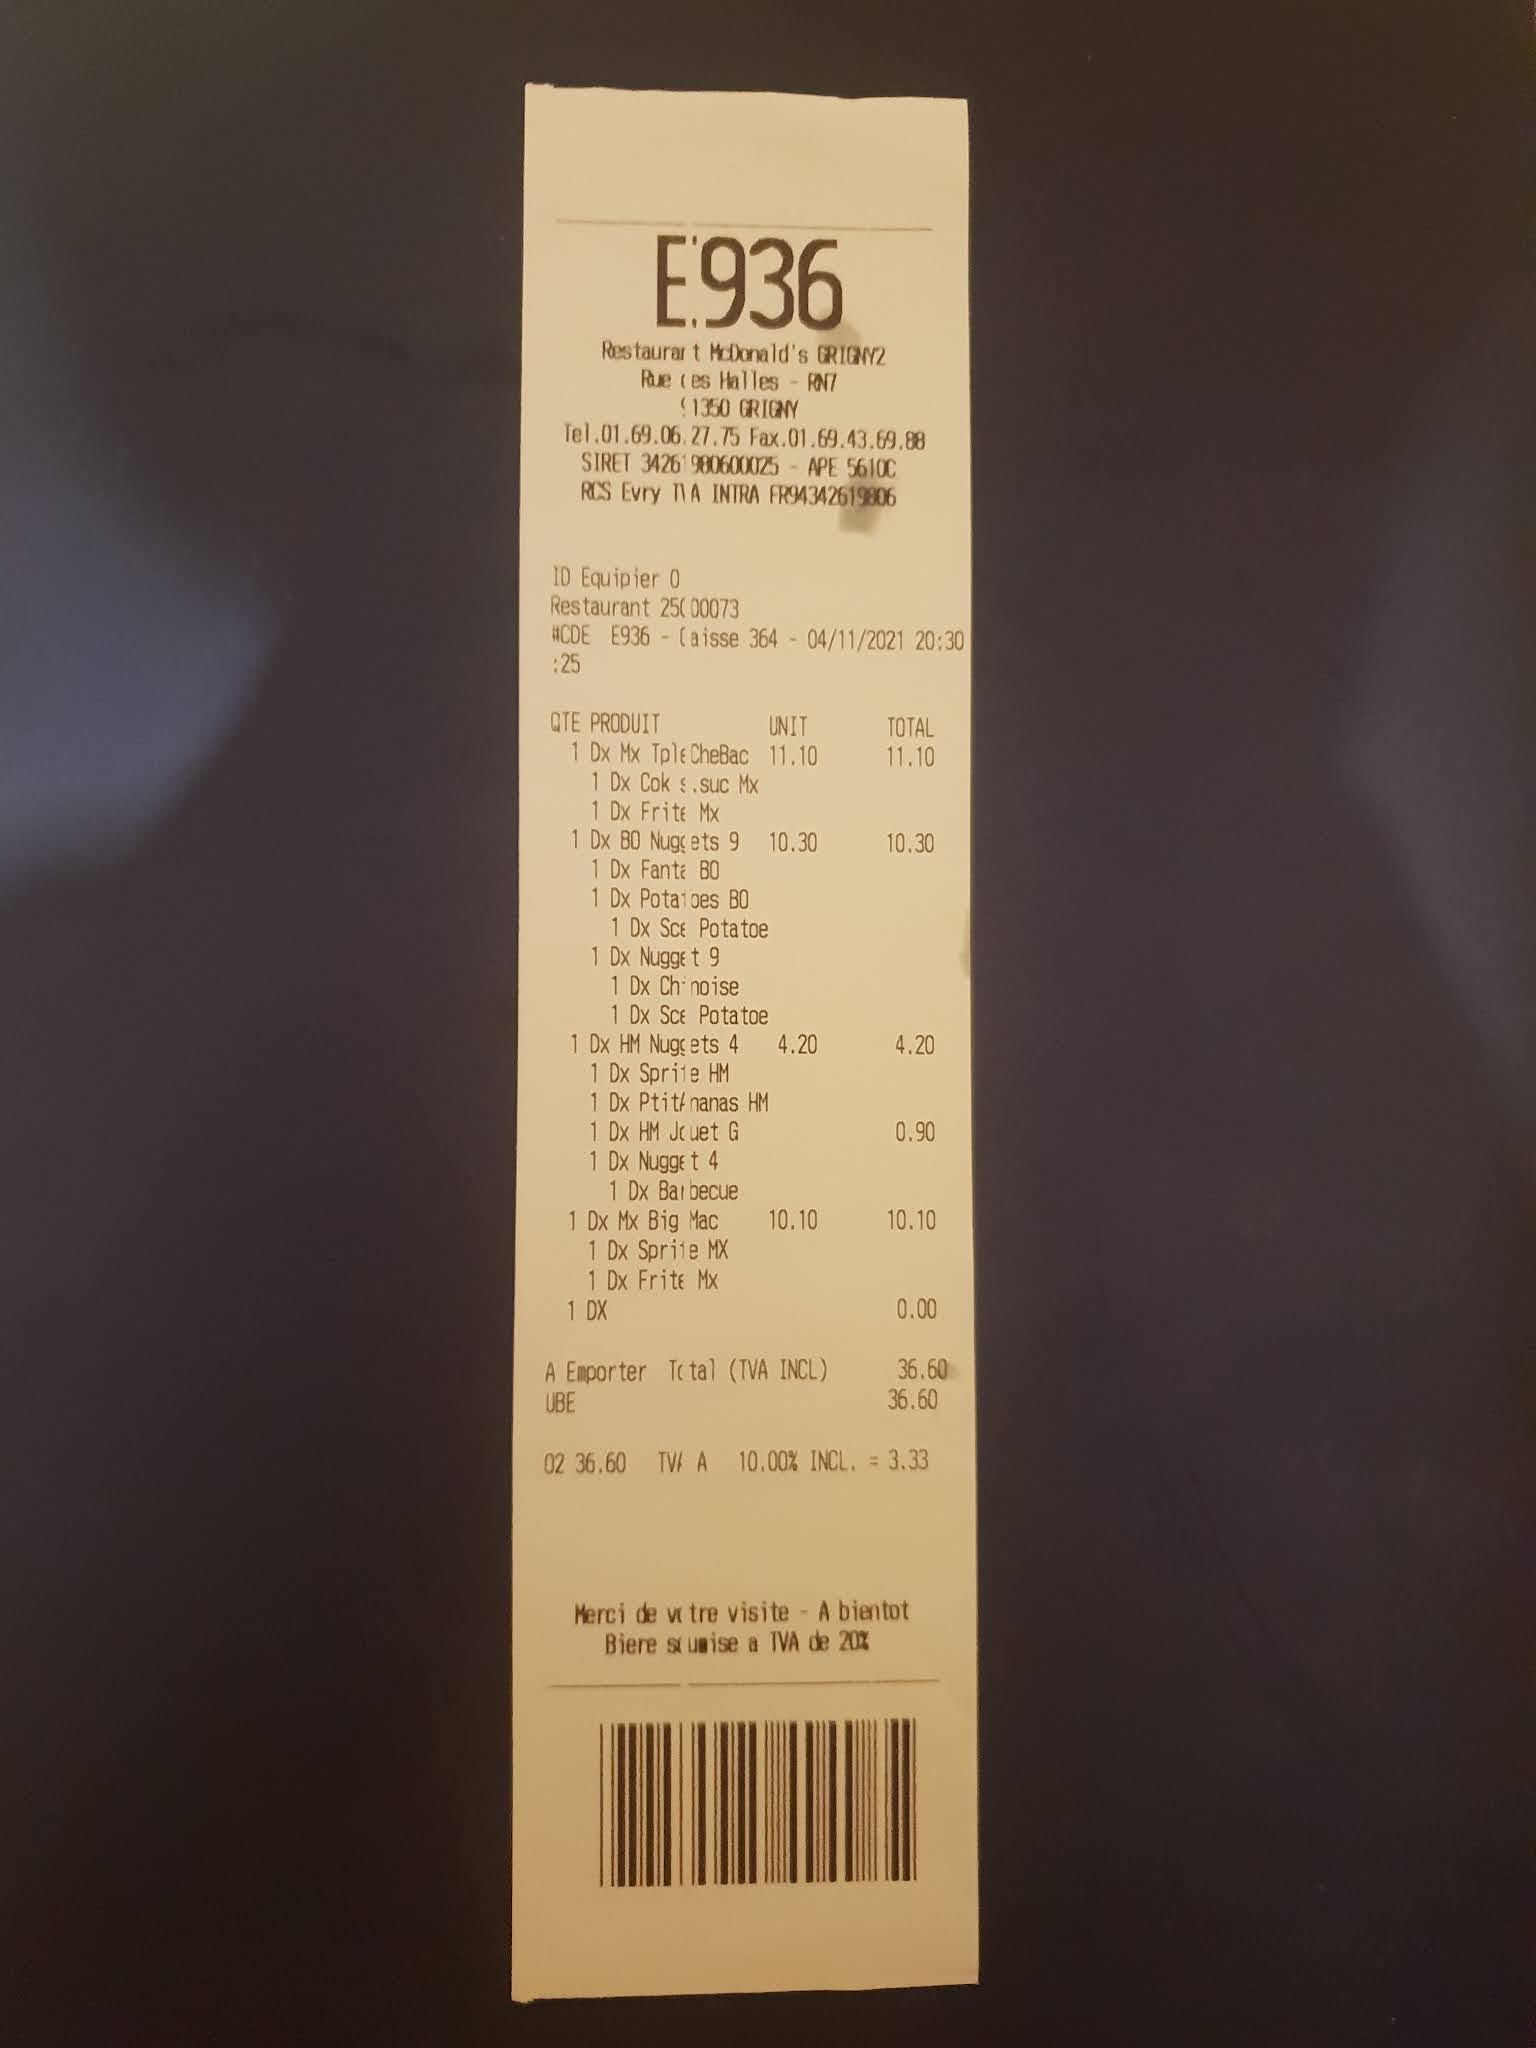 E936
Restaurant McDonald's GRIGNY2
Rue des Halles - RN7
91350 GRIGNY
Tel.01.69.06.27.75 Fax.01.69.43.69.88
SIRET 34261980600025 - APE 5610C
RCS Evry TVA INTRA FR94342619806
ID Equipier 0
Restaurant 25000073
#CDE E936 - Caisse 364 - 04/11/2021 20:30
:25
QTE PRODUIT UNIT TOTAL
1 Dx Mx TpleCheBac 11.10 11.10
1 Dx Cok s.suc Mx
1 Dx Frite Mx
1 Dx BO Nuggets 9 10.30 10.30
1 Dx Fanta BO
1 Dx Potatoes BO
1 Dx Sce Potatoe
1 Dx Nugget 9
1 Dx Chinoise
1 Dx Sce Potatoe
1 Dx HM Nuggets 4 4.20 4.20
1 Dx Sprite HM
1 Dx PtitAnanas HM
1 Dx HM Jouet G 0.90
1 Dx Nugget 4
1 Dx Barbecue
1 Dx Mx Big Mac 10.10 10.10
1 Dx Sprite MX
1 Dx Frite Mx
1 DX 0.00
A Emporter Total (TVA INCL) 36.60
UBE 36.60
02 36.60 TVA A 10.00% INCL. = 3.33
Merci de votre visite - A bientot
Biere soumise a TVA de 20%